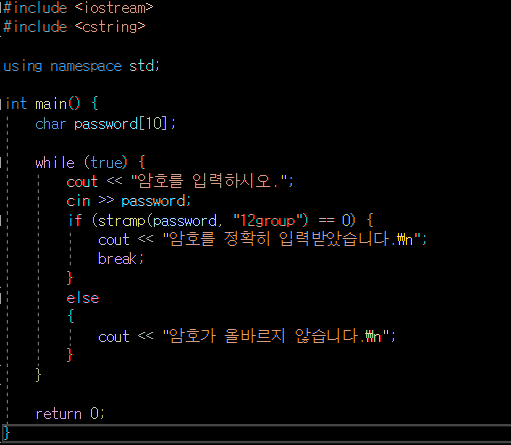 #include <iostream>
#include <cstring>
using namespace std;
int main() {
char password[10];
while (true) {
cout << "암호를 입력하시오.";
cin >> password;
if (strcmp(password, "12group") == 0) {
cout << "암호를 정확히 입력받았습니다.₩n";
break;
}
else
{
cout << "암호가 올바르지 않습니다.₩n";
}
}
return 0;
}